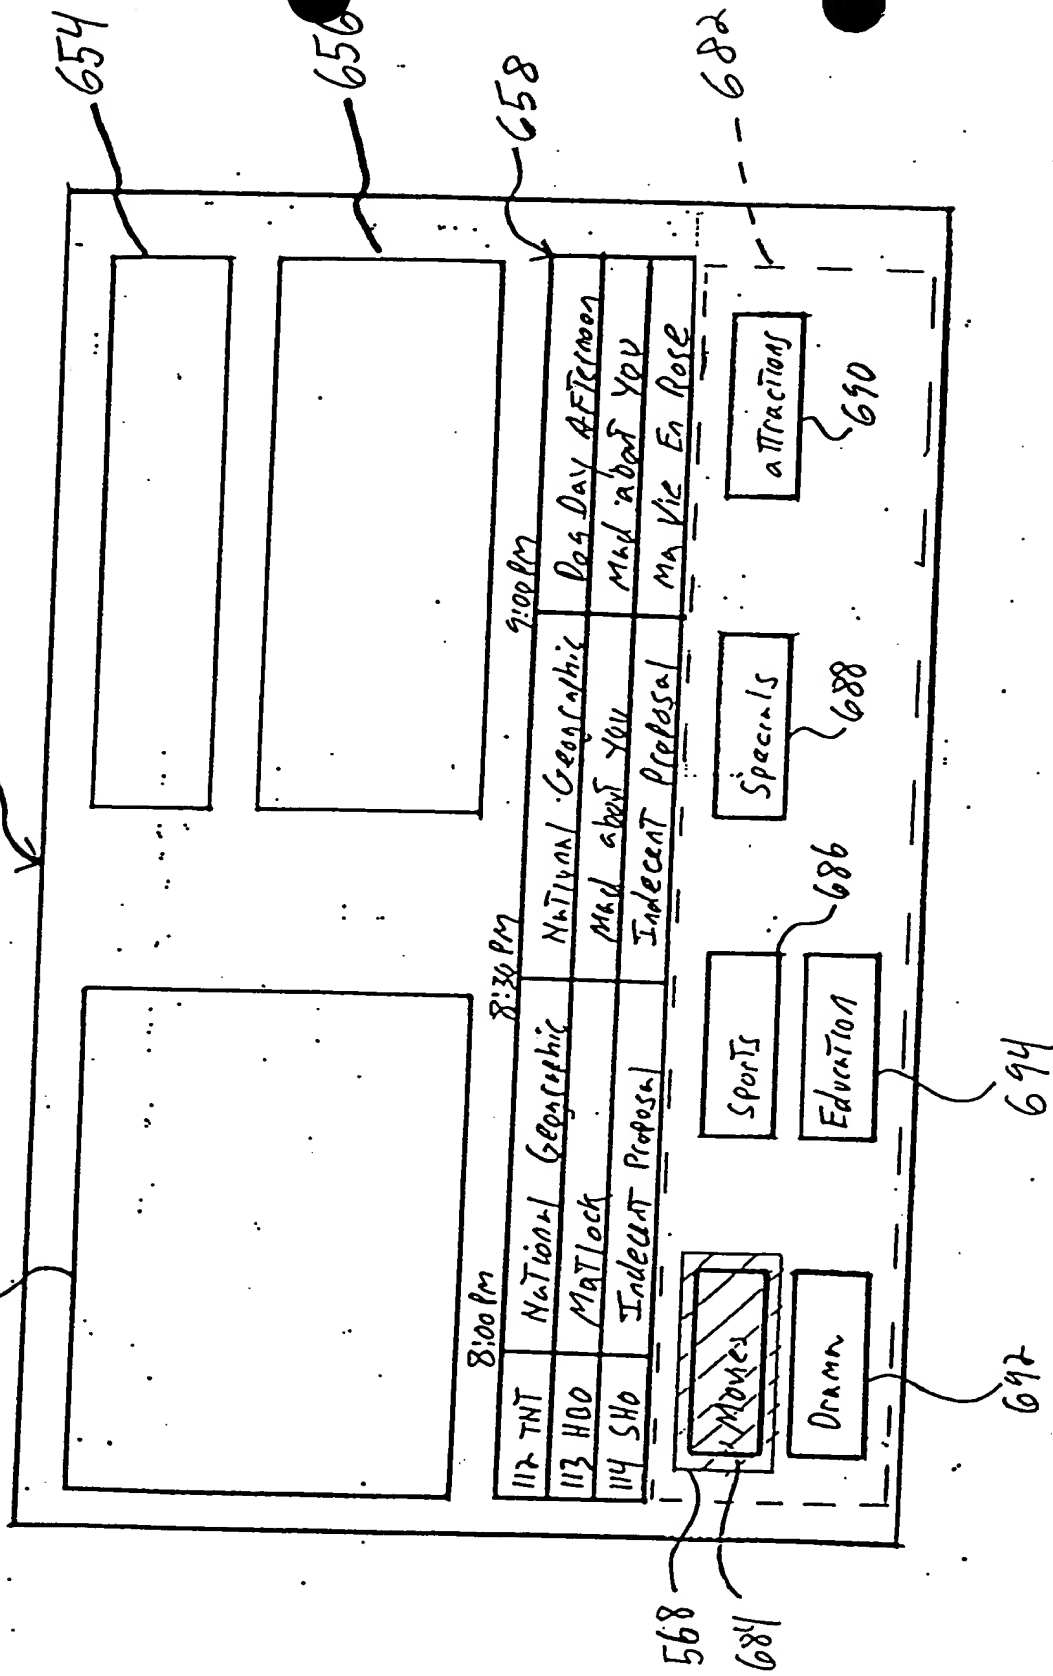 654
656
658
8:00 PM 8:30 PM 9:00 PM
112 TNT National Geographic National Geographic Dog Day Afternoon
113 HBO Matlock Mad about You Mad about You
114 SHO Indecent Proposal Indecent Proposal Ma Vie En Rose
682
568
684
Movies Sports Specials attractions
686
688
690
Drama Education
692
694